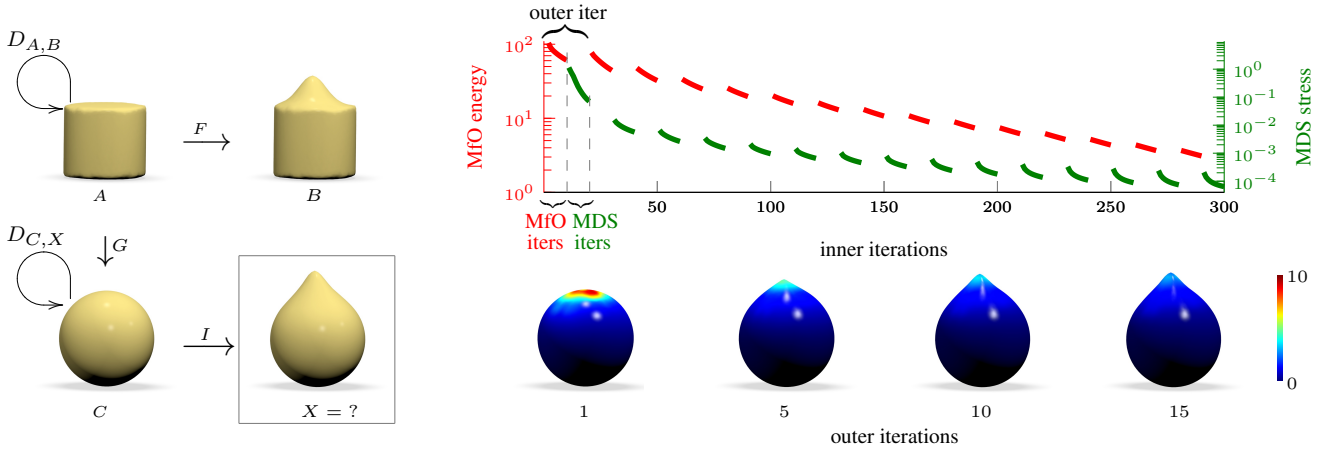 D_{A,B}
F
A
B
D_{C,X}
G
I
C
X = ?
outer iter
MfO energy
10^2
10^1
10^0
MDS stress
10^0
10^{-1}
10^{-2}
10^{-3}
10^{-4}
50 100 150 200 250 300
MfO MDS
iters iters
inner iterations
10
0
1 5 10 15
outer iterations